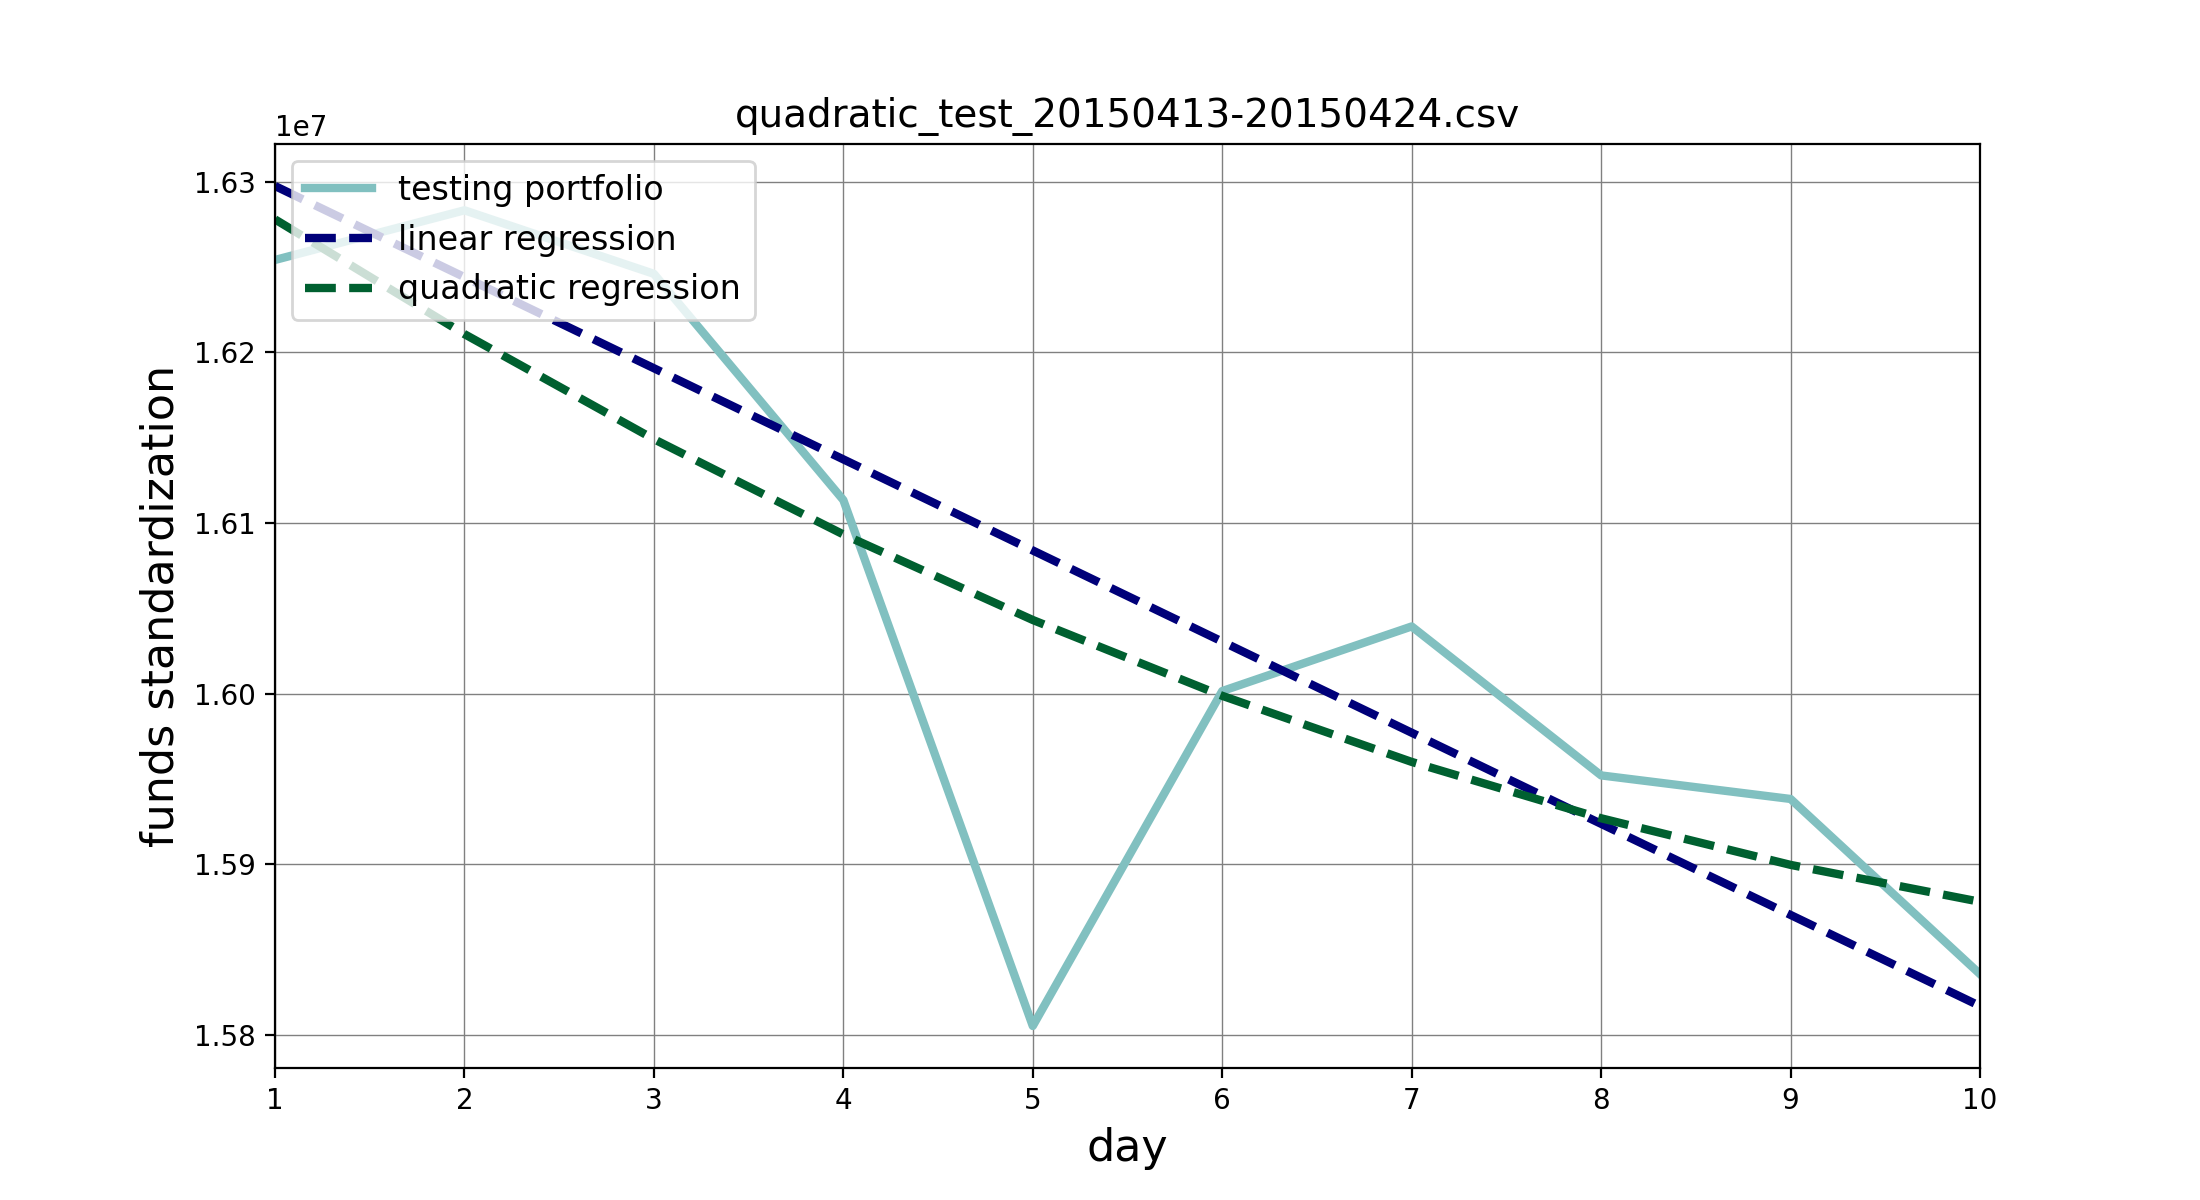 quadratic_test_20150413-20150424.csv
1e7
testing portfolio
linear regression
quadratic regression
1.63
1.62
1.61
1.60
1.59
1.58
funds standardization
1 2 3 4 5 6 7 8 9 10
day